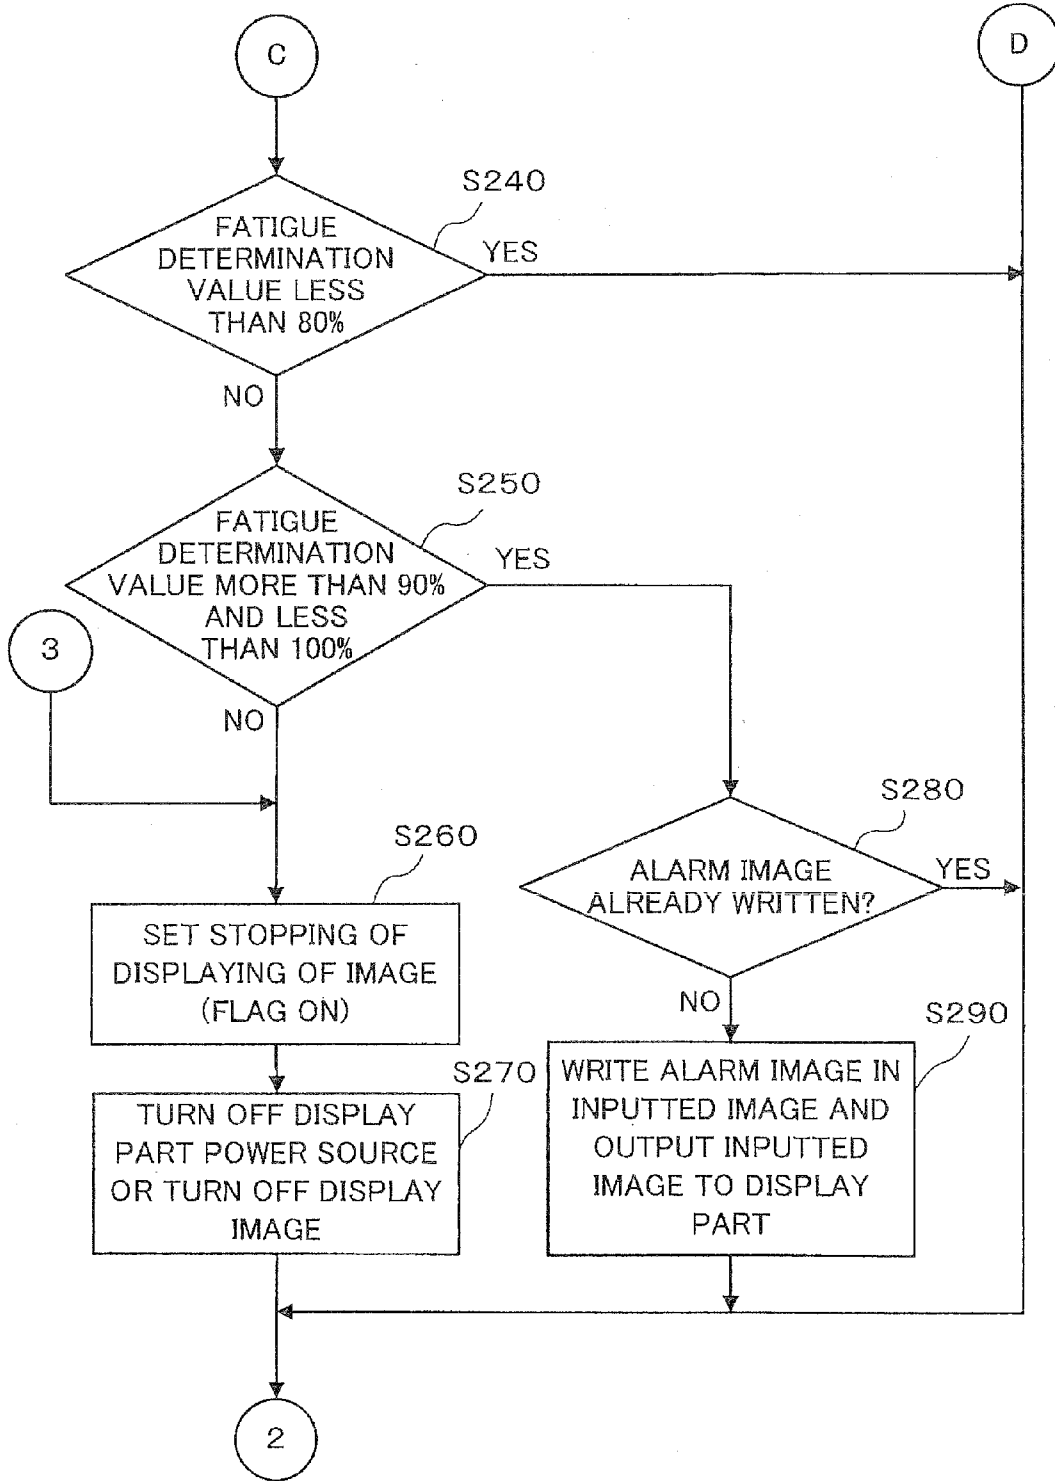 C
D
S240
FATIGUE
DETERMINATION
VALUE LESS
THAN 80%
YES
NO
S250
FATIGUE
DETERMINATION
VALUE MORE THAN 90%
AND LESS
THAN 100%
YES
3
NO
S280
ALARM IMAGE
ALREADY WRITTEN?
YES
NO
S260
SET STOPPING OF
DISPLAYING OF IMAGE
(FLAG ON)
S290
WRITE ALARM IMAGE IN
INPUTTED IMAGE AND
OUTPUT INPUTTED
IMAGE TO DISPLAY
PART
S270
TURN OFF DISPLAY
PART POWER SOURCE
OR TURN OFF DISPLAY
IMAGE
2